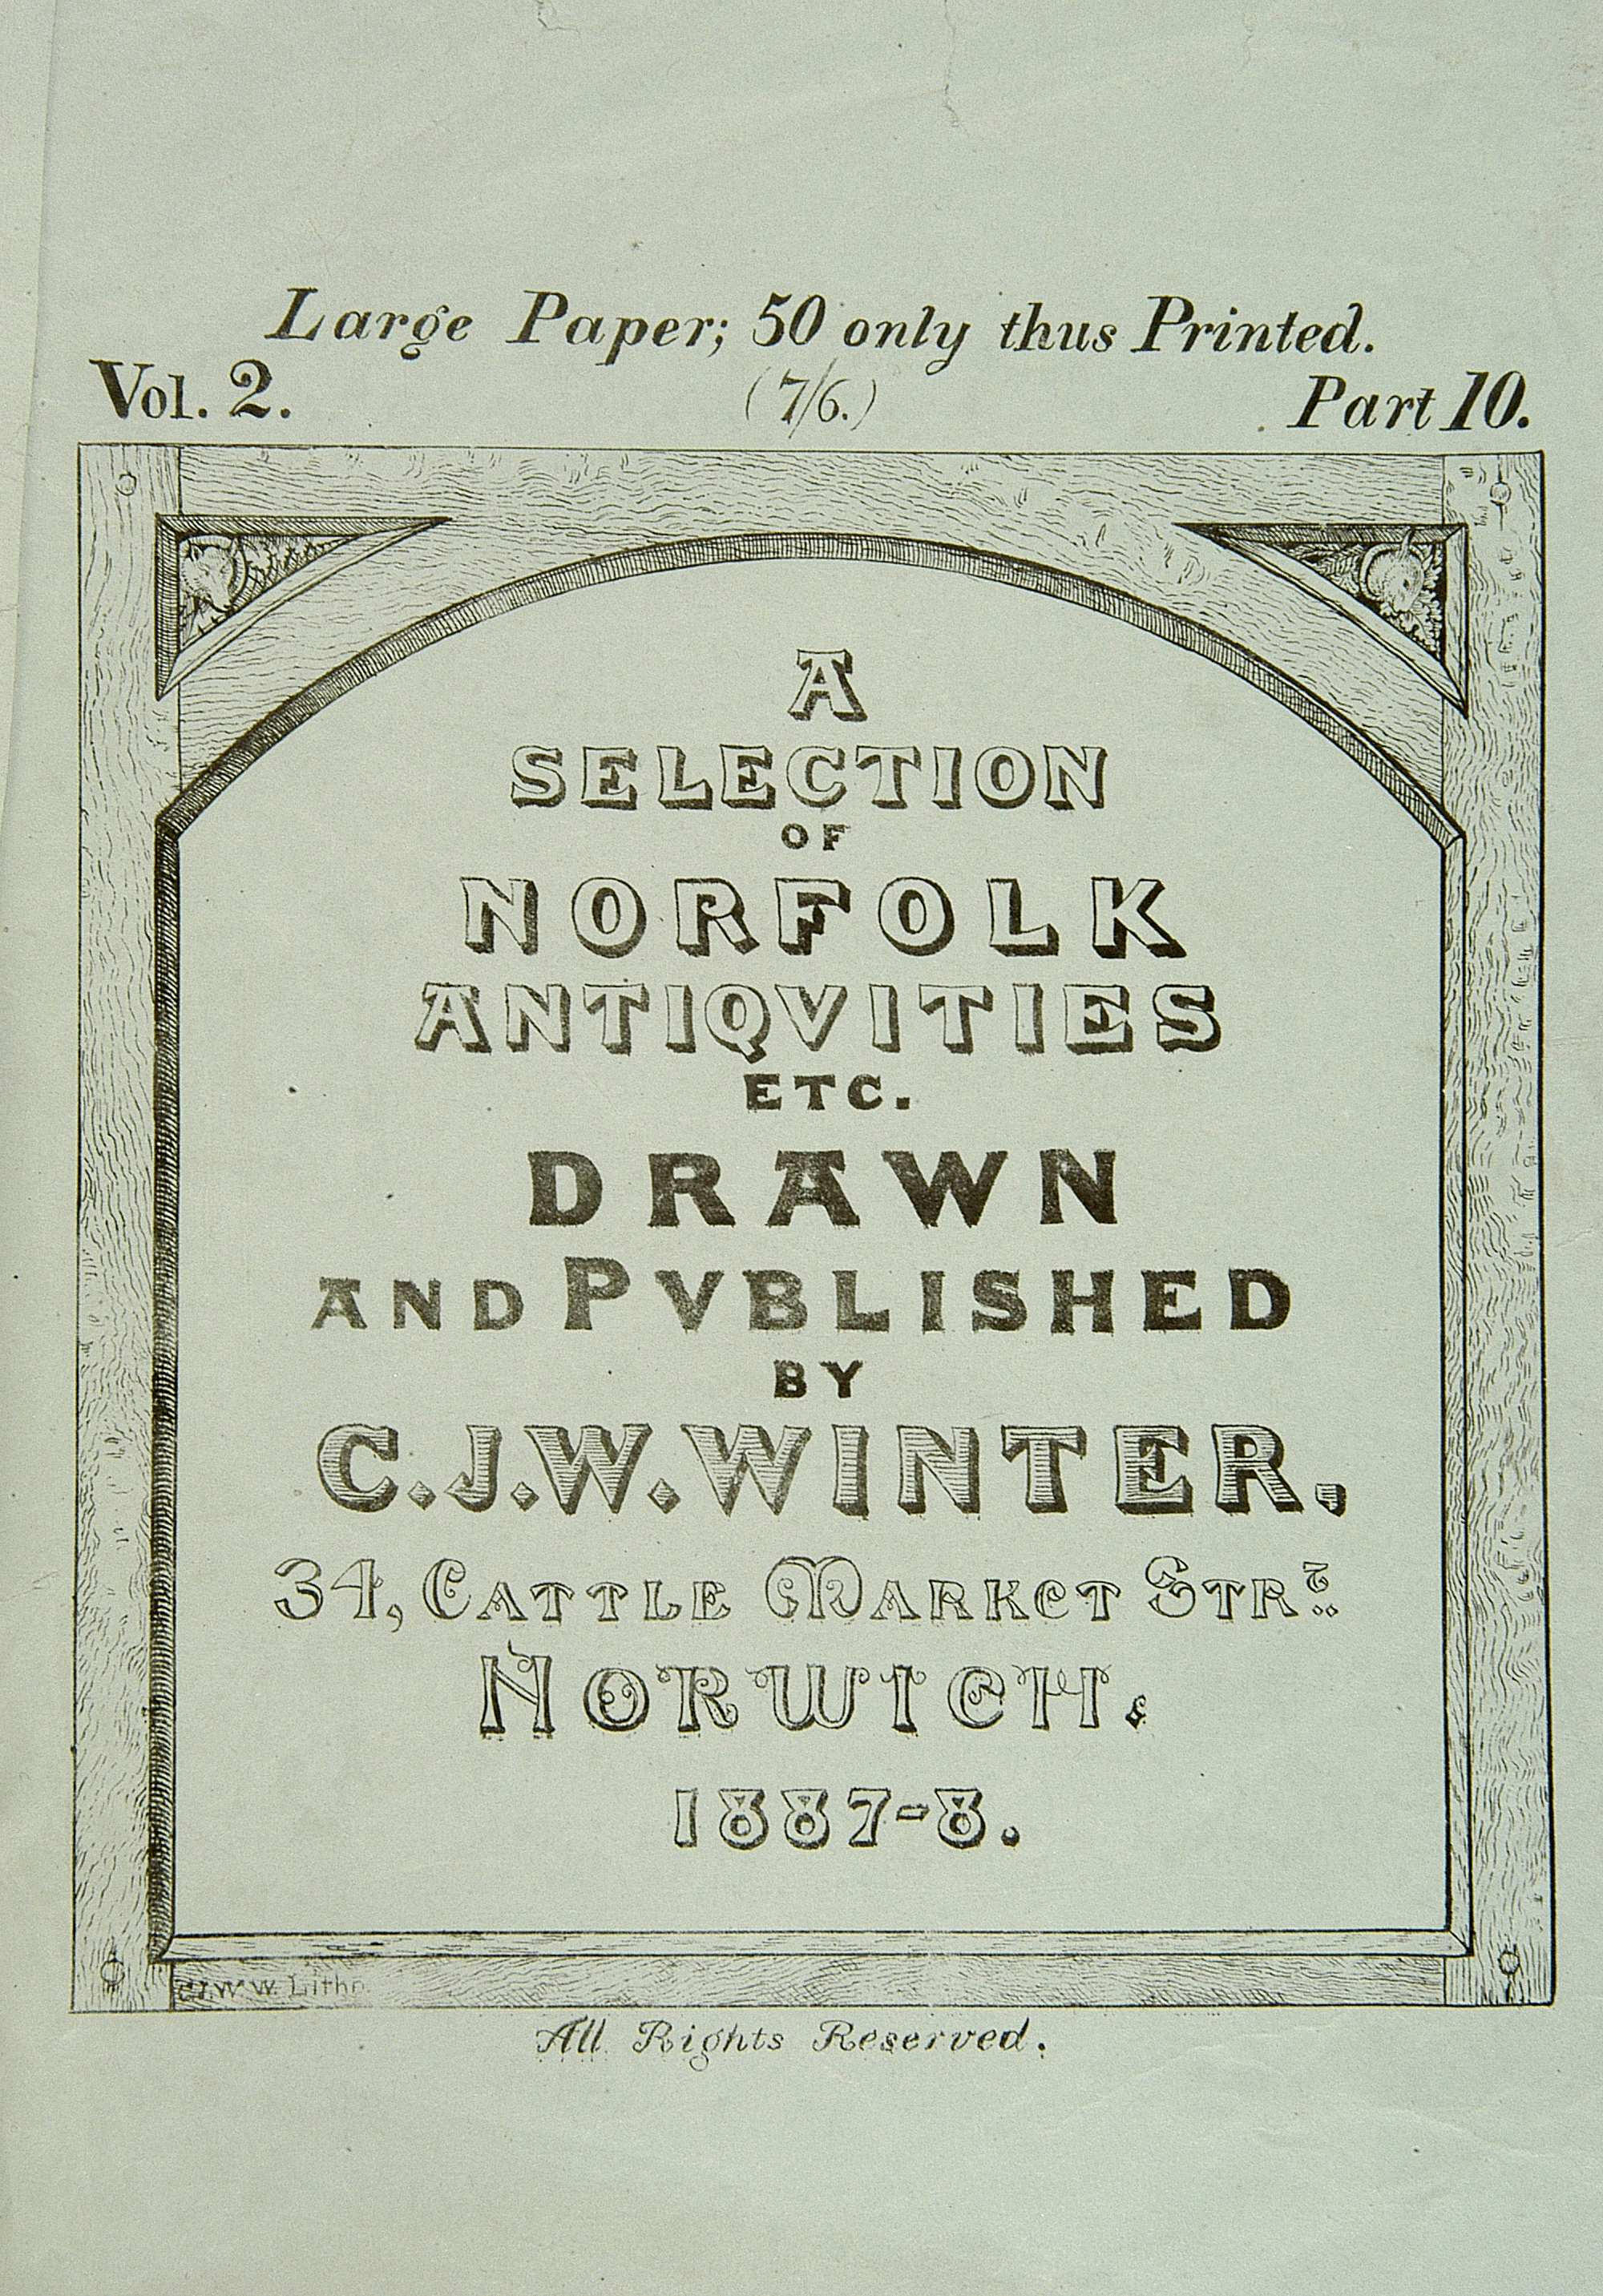 Large Paper; 50 only thus Printed.
Vol. 2. (7/6.) Part 10.
A
SELECTION
OF
NORFOLK
ANTIQVITIES
ETC.
DRAWN
AND PVBLISHED
BY
C.J.W. WINTER,
34, CATTLE MARKET STRT.
NORWICH.
1887-8.
C.J.W.W. Litho.
All Rights Reserved.